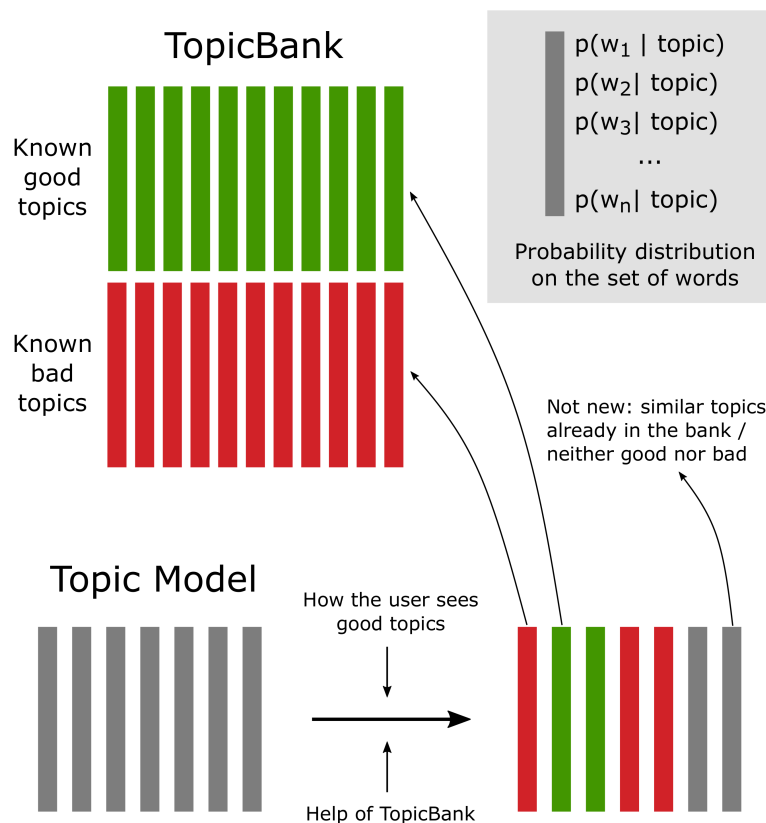 TopicBank
p(w1 | topic)
p(w2| topic)
p(w3| topic)
...
p(wn| topic)
Probability distribution
on the set of words
Known
good
topics
Known
bad
topics
Not new: similar topics
already in the bank /
neither good nor bad
Topic Model
How the user sees
good topics
Help of TopicBank